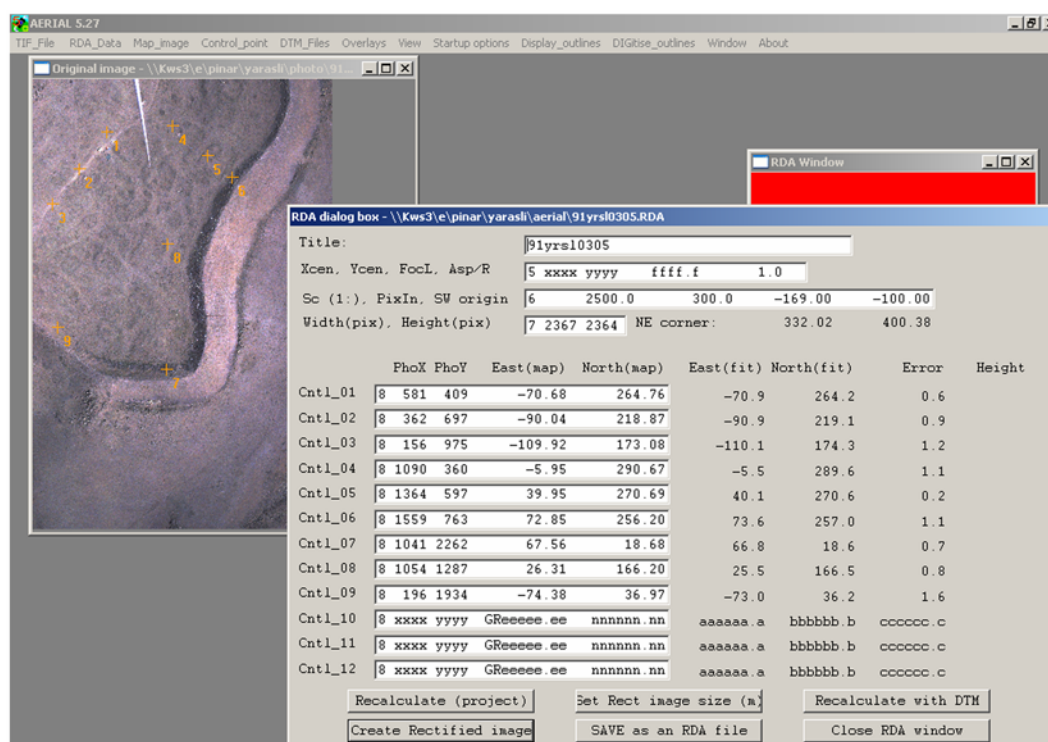 AERIAL 5.27
TIF_File RDA_Data Map_image Control_point DTM_Files Overlays View Startup options Display_outlines DIGitise_outlines Window About
Original image - \\Kws3\e\pinar\yarasli\photo\91...
1
4
2
5
6
3
8
9
7
RDA Window
RDA dialog box - \\Kws3\e\pinar\yarasli\aerial\91yrsl0305.RDA
Title: 91yrsl0305
Xcen, Ycen, FocL, Asp/R 5 xxxx yyyy ffff.f 1.0
Sc (1:), PixIn, SW origin 6 2500.0 300.0 -169.00 -100.00
Width(pix), Height(pix) 7 2367 2364 NE corner: 332.02 400.38
PhoX PhoY East(map) North(map) East(fit) North(fit) Error Height
Cntl_01 8 581 409 -70.68 264.76 -70.9 264.2 0.6
Cntl_02 8 362 697 -90.04 218.87 -90.9 219.1 0.9
Cntl_03 8 156 975 -109.92 173.08 -110.1 174.3 1.2
Cntl_04 8 1090 360 -5.95 290.67 -5.5 289.6 1.1
Cntl_05 8 1364 597 39.95 270.69 40.1 270.6 0.2
Cntl_06 8 1559 763 72.85 256.20 73.6 257.0 1.1
Cntl_07 8 1041 2262 67.56 18.68 66.8 18.6 0.7
Cntl_08 8 1054 1287 26.31 166.20 25.5 166.5 0.8
Cntl_09 8 196 1934 -74.38 36.97 -73.0 36.2 1.6
Cntl_10 8 xxxx yyyy GReeeee.ee nnnnnn.nn aaaaaa.a bbbbbb.b cccccc.c
Cntl_11 8 xxxx yyyy GReeeee.ee nnnnnn.nn aaaaaa.a bbbbbb.b cccccc.c
Cntl_12 8 xxxx yyyy GReeeee.ee nnnnnn.nn aaaaaa.a bbbbbb.b cccccc.c
Recalculate (project) Set Rect image size (m) Recalculate with DTM
Create Rectified image SAVE as an RDA file Close RDA window